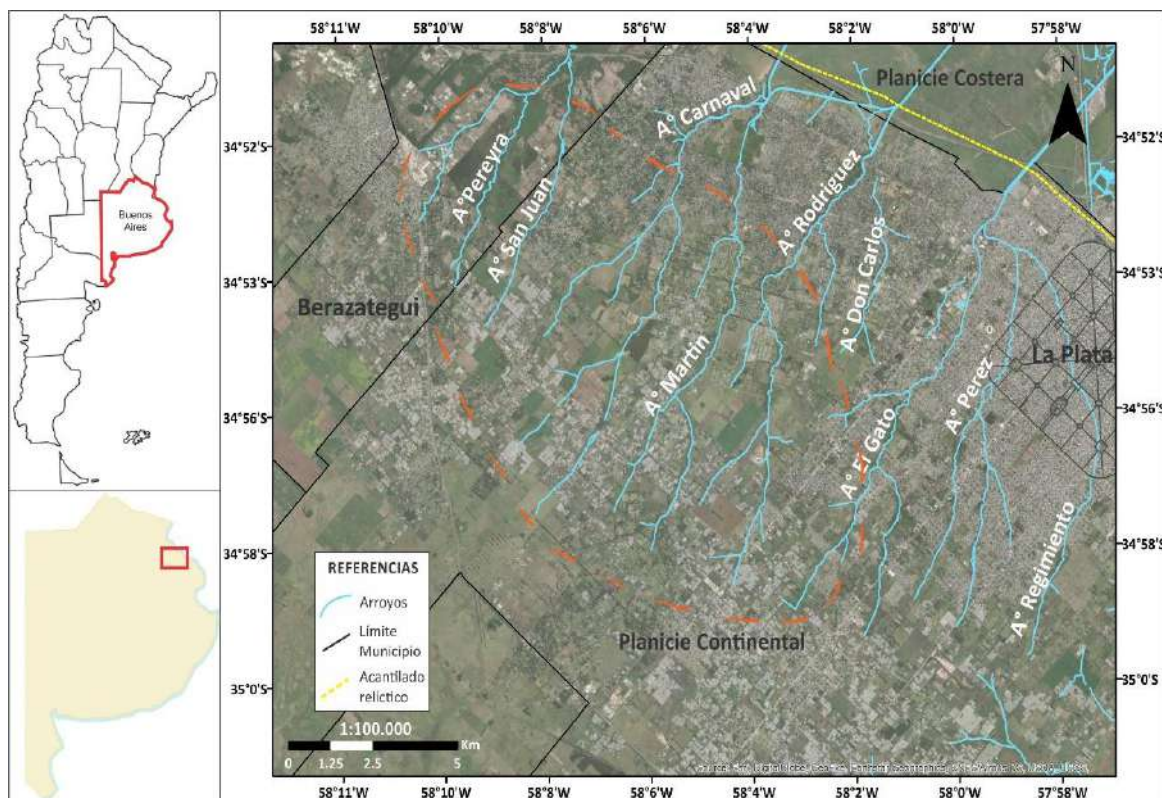 58°11'O
58°10'O
58°8'O
58°6'O
58°4'O
58°2'O
58°0'O
57°58'O
Planicie Costera
N
A° Carnaval
34°52'S
34°52'S
Buenos
Aires
A°Pereyra
A° San Juan
A° Rodriguez
A° Don Carlos
34°53'S
34°53'S
Berazategui
La Plata
A° Martín
A° Perez
34°56'S
34°56'S
A° El Gato
34°58'S
34°58'S
A° Regimiento
REFERENCIAS
Arroyos
Límite
Municipio
Acantilado
relictico
Planicie Continental
35°0'S
35°0'S
1:100.000
Km
0 1.25 2.5 5
58°11'O
58°10'O
58°8'O
58°6'O
58°4'O
58°2'O
58°0'O
57°58'O